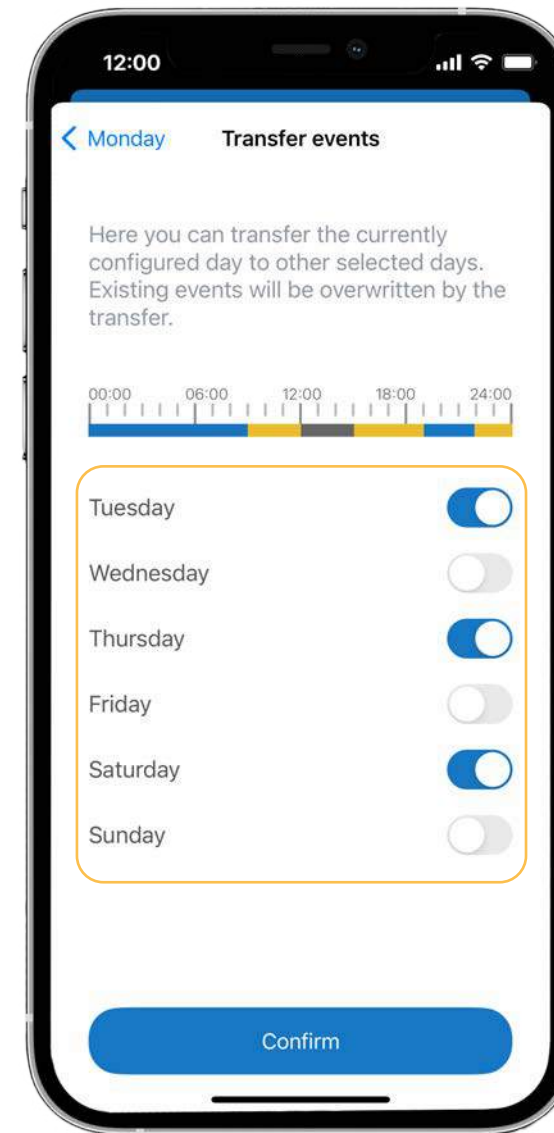 12:00
Monday
Transfer events
Here you can transfer the currently
configured day to other selected days.
Existing events will be overwritten by the
transfer.
00:00 06:00 12:00 18:00 24:00
Tuesday
Wednesday
Thursday
Friday
Saturday
Sunday
Confirm